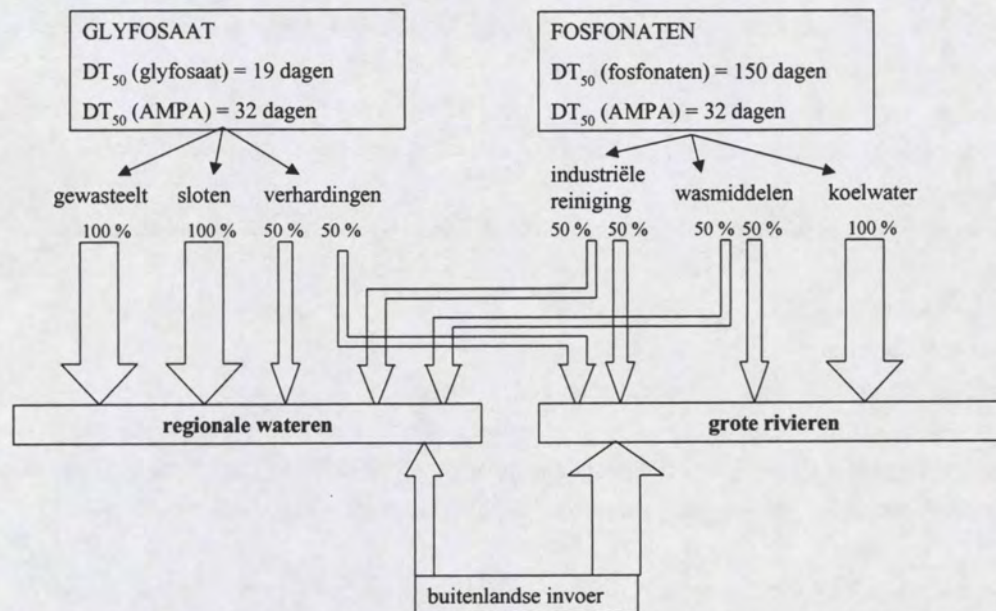 GLYFOSAAT
DT50 (glyfosaat) = 19 dagen
DT50 (AMPA) = 32 dagen
FOSFONATEN
DT50 (fosfonaten) = 150 dagen
DT50 (AMPA) = 32 dagen
gewasteelt
sloten
verhardingen
industriële
reiniging
wasmiddelen
koelwater
100 %
100 %
50 %
50 %
50 %
50 %
50 %
50 %
100 %
regionale wateren
grote rivieren
buitenlandse invoer